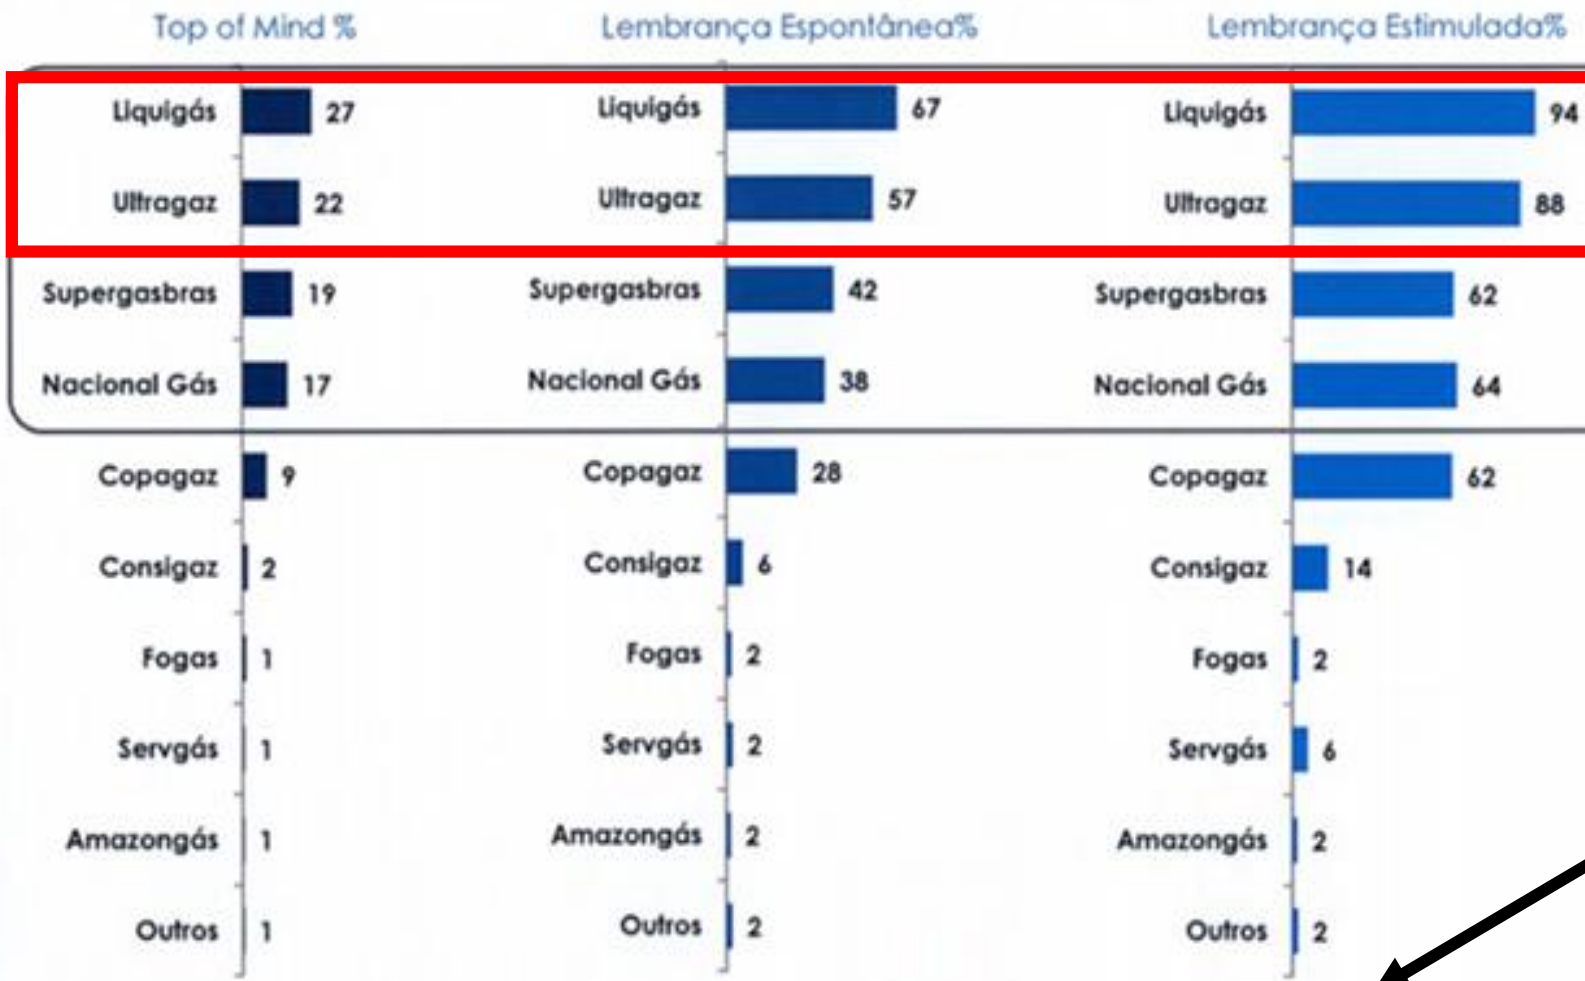 Top of Mind % Lembrança Espontânea% Lembrança Estimulada%
Liquigás 27 Liquigás 67 Liquigás 94
Ultragaz 22 Ultragaz 57 Ultragaz 88
Supergasbras 19 Supergasbras 42 Supergasbras 62
Nacional Gás 17 Nacional Gás 38 Nacional Gás 64
Copagaz 9 Copagaz 28 Copagaz 62
Consigaz 2 Consigaz 6 Consigaz 14
Fogas 1 Fogas 2 Fogas 2
Servgás 1 Servgás 2 Servgás 6
Amazongás 1 Amazongás 2 Amazongás 2
Outros 1 Outros 2 Outros 2